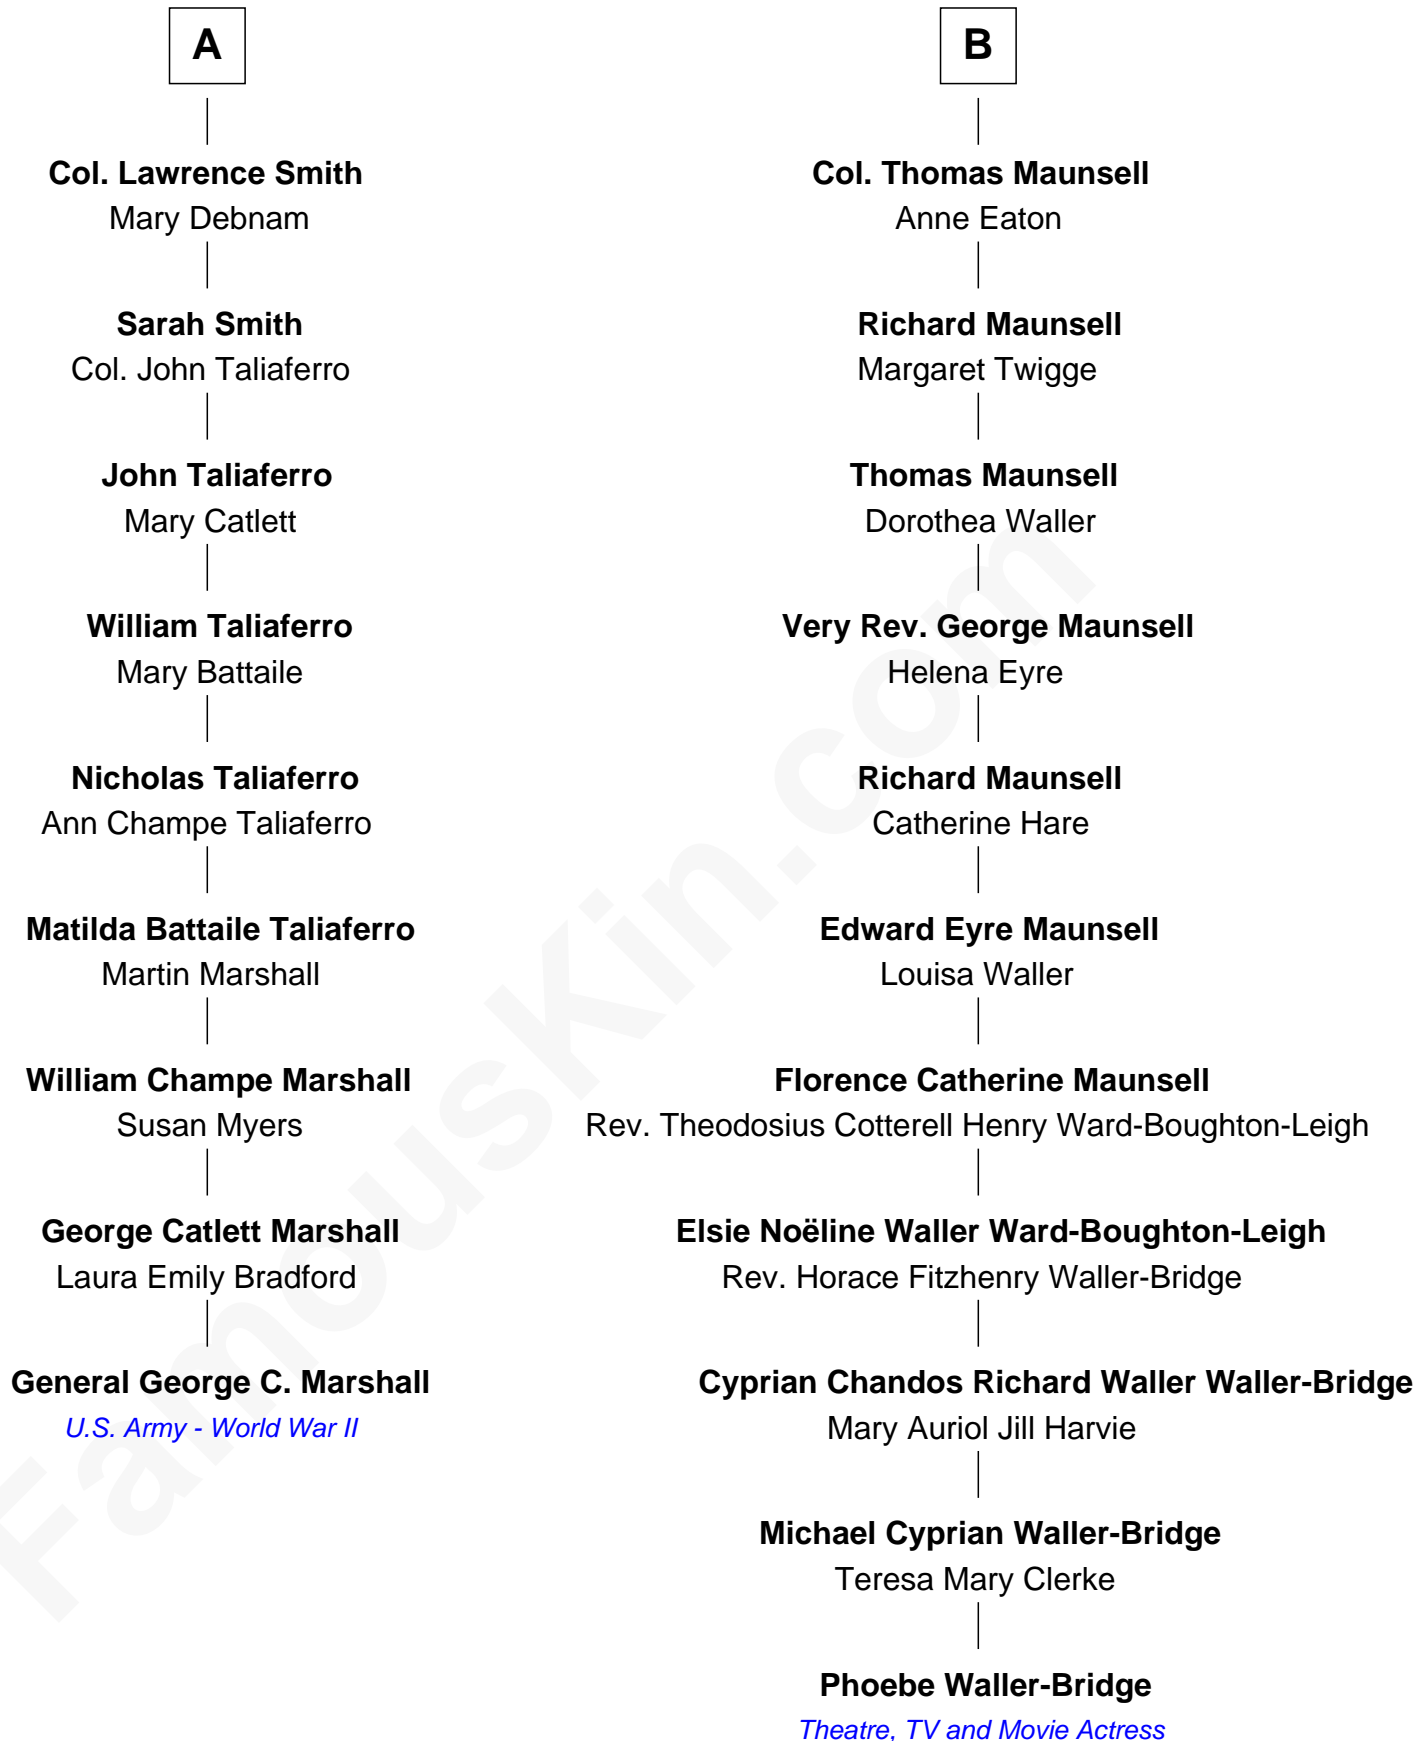 A
Col. Lawrence Smith
Mary Debnam
Sarah Smith
Col. John Taliaferro
John Taliaferro
Mary Catlett
William Taliaferro
Mary Battaile
Nicholas Taliaferro
Ann Champe Taliaferro
Matilda Battaile Taliaferro
Martin Marshall
William Champe Marshall
Susan Myers
George Catlett Marshall
Laura Emily Bradford
General George C. Marshall
U.S. Army - World War II
B
Col. Thomas Maunsell
Anne Eaton
Richard Maunsell
Margaret Twigge
Thomas Maunsell
Dorothea Waller
Very Rev. George Maunsell
Helena Eyre
Richard Maunsell
Catherine Hare
Edward Eyre Maunsell
Louisa Waller
Florence Catherine Maunsell
Rev. Theodosius Cotterell Henry Ward-Boughton-Leigh
Elsie Noëline Waller Ward-Boughton-Leigh
Rev. Horace Fitzhenry Waller-Bridge
Cyprian Chandos Richard Waller Waller-Bridge
Mary Auriol Jill Harvie
Michael Cyprian Waller-Bridge
Teresa Mary Clerke
Phoebe Waller-Bridge
Theatre, TV and Movie Actress
FamousKin.com